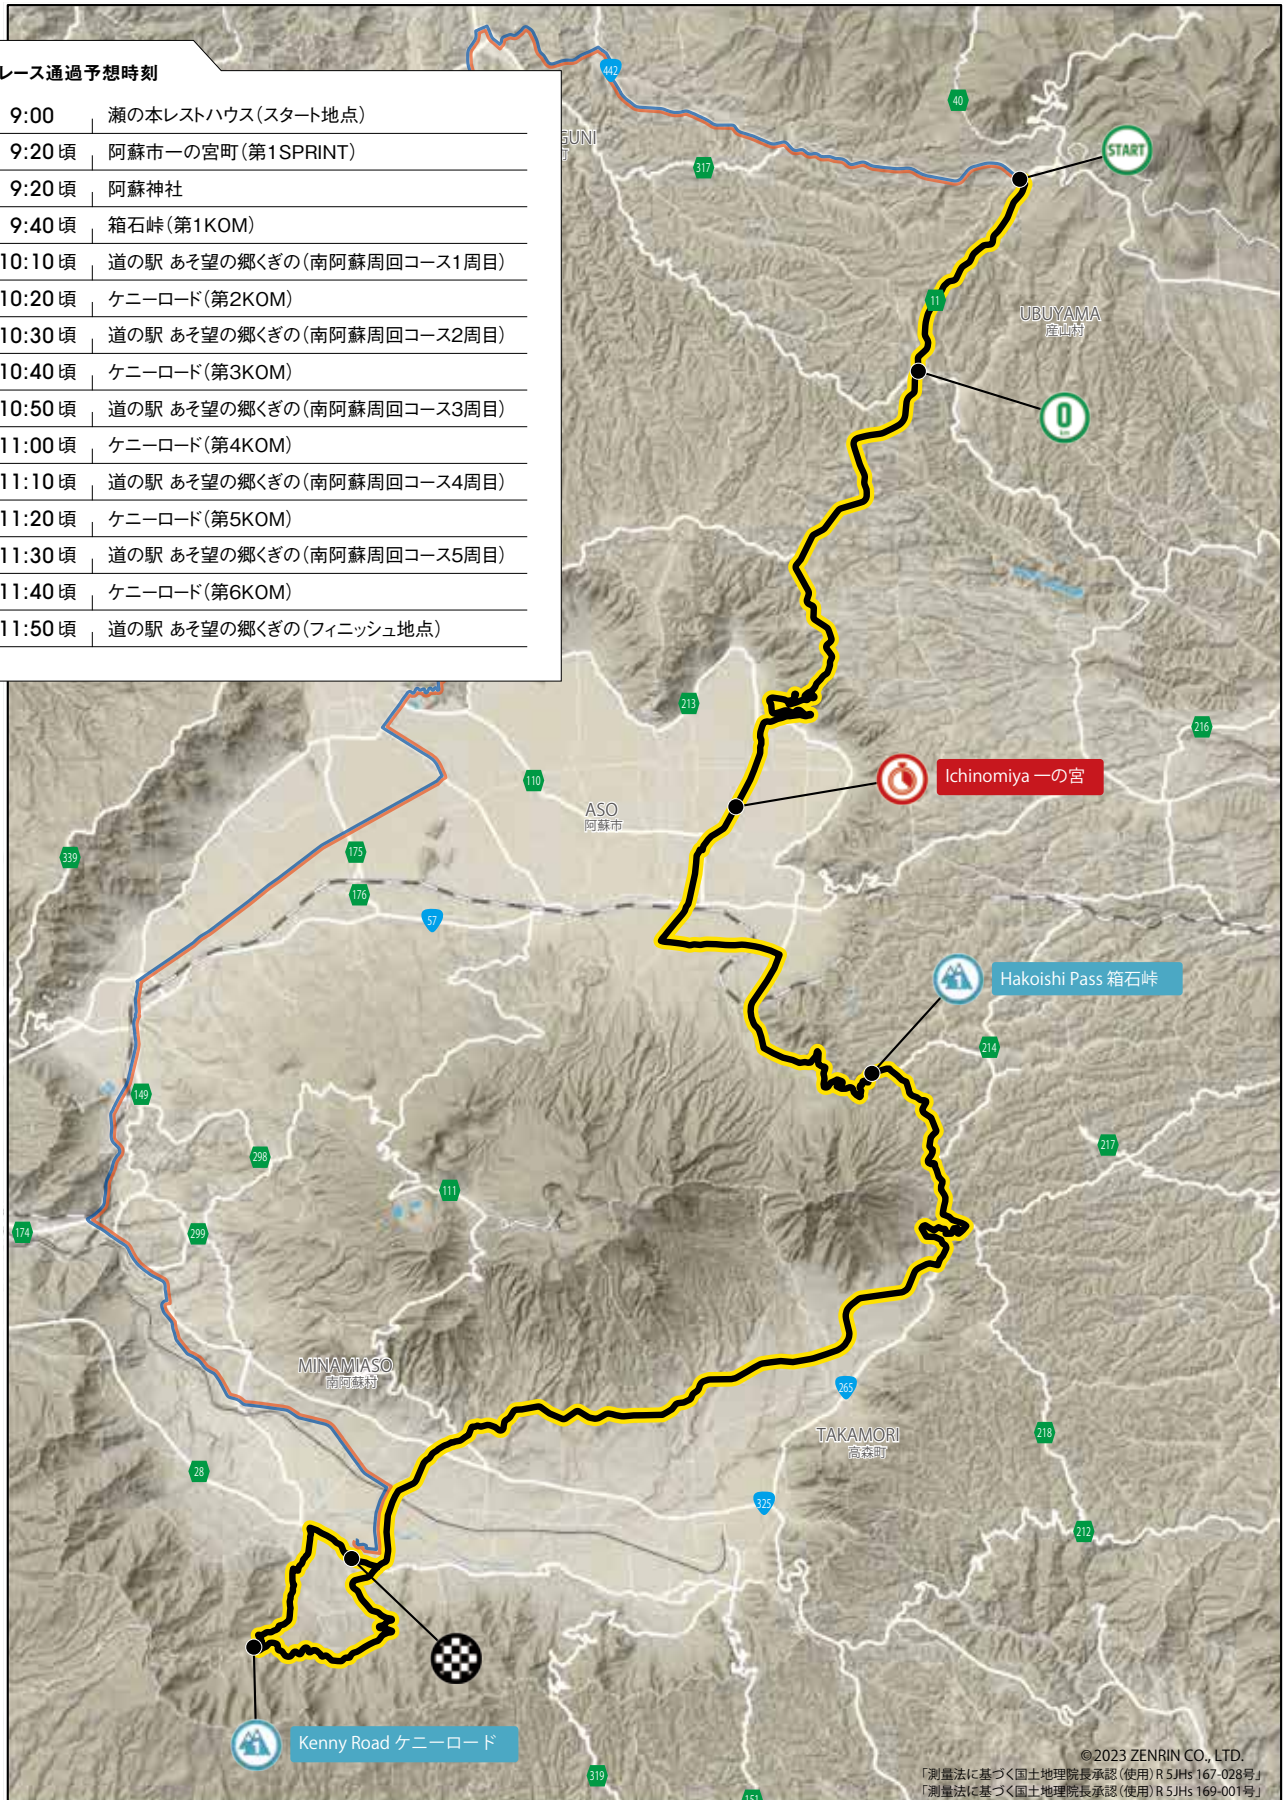 レース通過予想時刻
9:00 瀬の本レストハウス(スタート地点)
9:20頃 阿蘇市一の宮町(第1SPRINT)
9:20頃 阿蘇神社
9:40頃 箱石峠(第1KOM)
10:10頃 道の駅 あそ望の郷くぎの(南阿蘇周回コース1周目)
10:20頃 ケニーロード(第2KOM)
10:30頃 道の駅 あそ望の郷くぎの(南阿蘇周回コース2周目)
10:40頃 ケニーロード(第3KOM)
10:50頃 道の駅 あそ望の郷くぎの(南阿蘇周回コース3周目)
11:00頃 ケニーロード(第4KOM)
11:10頃 道の駅 あそ望の郷くぎの(南阿蘇周回コース4周目)
11:20頃 ケニーロード(第5KOM)
11:30頃 道の駅 あそ望の郷くぎの(南阿蘇周回コース5周目)
11:40頃 ケニーロード(第6KOM)
11:50頃 道の駅 あそ望の郷くぎの(フィニッシュ地点)
442
40
START
317
11
UBUYAMA
産山村
0
km
213
216
110
Ichinomiya 一の宮
ASO
阿蘇市
339
175
176
57
Hakoishi Pass 箱石峠
1
214
149
217
298
111
174
299
MINAMIASO
南阿蘇村
265
TAKAMORI
高森町
218
28
325
212
1
Kenny Road ケニーロード
319
151
©2023 ZENRIN CO., LTD.
「測量法に基づく国土地理院長承認(使用)R 5JHs 167-028号」
「測量法に基づく国土地理院長承認(使用)R 5JHs 169-001号」